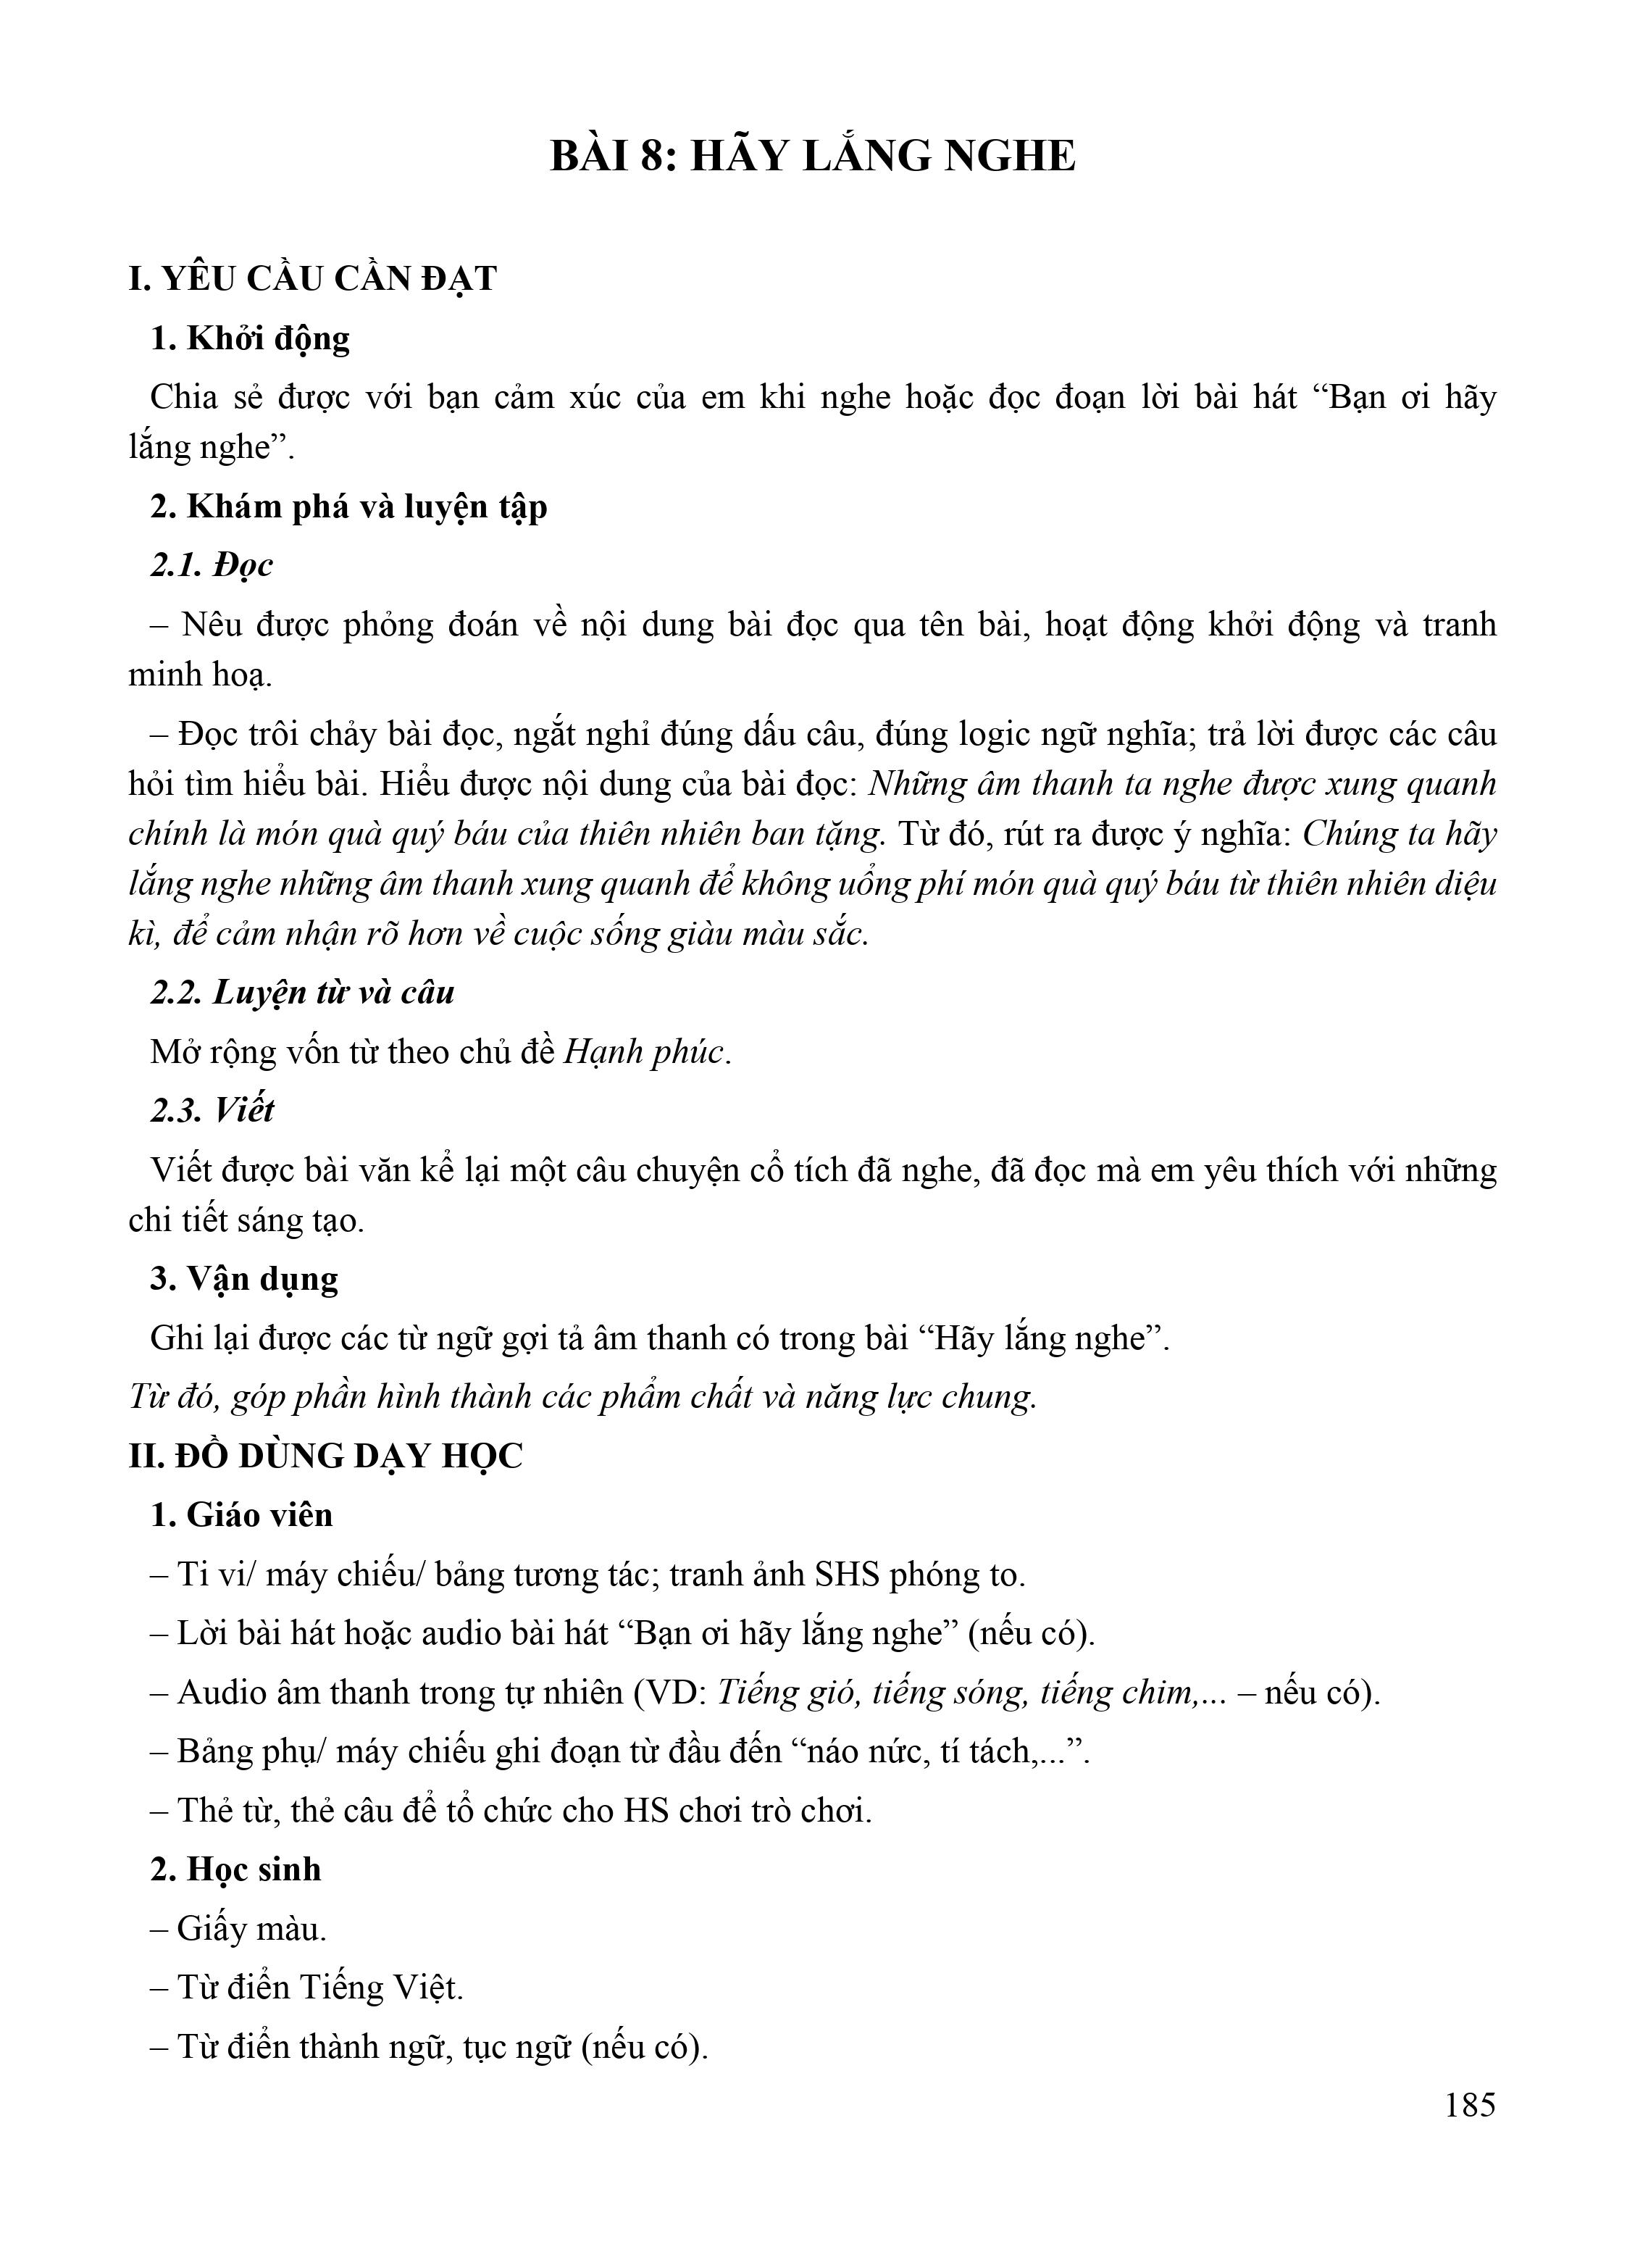 BÀI 8: HÃY LẮNG NGHE
I. YÊU CẦU CẦN ĐẠT
1. Khởi động
Chia sẻ được với bạn cảm xúc của em khi nghe hoặc đọc đoạn lời bài hát “Bạn ơi hãy
lắng nghe”.
2. Khám phá và luyện tập
2.1. Đọc
– Nêu được phỏng đoán về nội dung bài đọc qua tên bài, hoạt động khởi động và tranh
minh hoạ.
– Đọc trôi chảy bài đọc, ngắt nghỉ đúng dấu câu, đúng logic ngữ nghĩa; trả lời được các câu
hỏi tìm hiểu bài. Hiểu được nội dung của bài đọc: Những âm thanh ta nghe được xung quanh
chính là món quà quý báu của thiên nhiên ban tặng. Từ đó, rút ra được ý nghĩa: Chúng ta hãy
lắng nghe những âm thanh xung quanh để không uổng phí món quà quý báu từ thiên nhiên diệu
kì, để cảm nhận rõ hơn về cuộc sống giàu màu sắc.
2.2. Luyện từ và câu
Mở rộng vốn từ theo chủ đề Hạnh phúc.
2.3. Viết
Viết được bài văn kể lại một câu chuyện cổ tích đã nghe, đã đọc mà em yêu thích với những
chi tiết sáng tạo.
3. Vận dụng
Ghi lại được các từ ngữ gợi tả âm thanh có trong bài “Hãy lắng nghe”.
Từ đó, góp phần hình thành các phẩm chất và năng lực chung.
II. ĐỒ DÙNG DẠY HỌC
1. Giáo viên
– Ti vi/ máy chiếu/ bảng tương tác; tranh ảnh SHS phóng to.
– Lời bài hát hoặc audio bài hát “Bạn ơi hãy lắng nghe” (nếu có).
– Audio âm thanh trong tự nhiên (VD: Tiếng gió, tiếng sóng, tiếng chim,... – nếu có).
– Bảng phụ/ máy chiếu ghi đoạn từ đầu đến “náo nức, tí tách,...”.
– Thẻ từ, thẻ câu để tổ chức cho HS chơi trò chơi.
2. Học sinh
– Giấy màu.
– Từ điển Tiếng Việt.
– Từ điển thành ngữ, tục ngữ (nếu có).
185